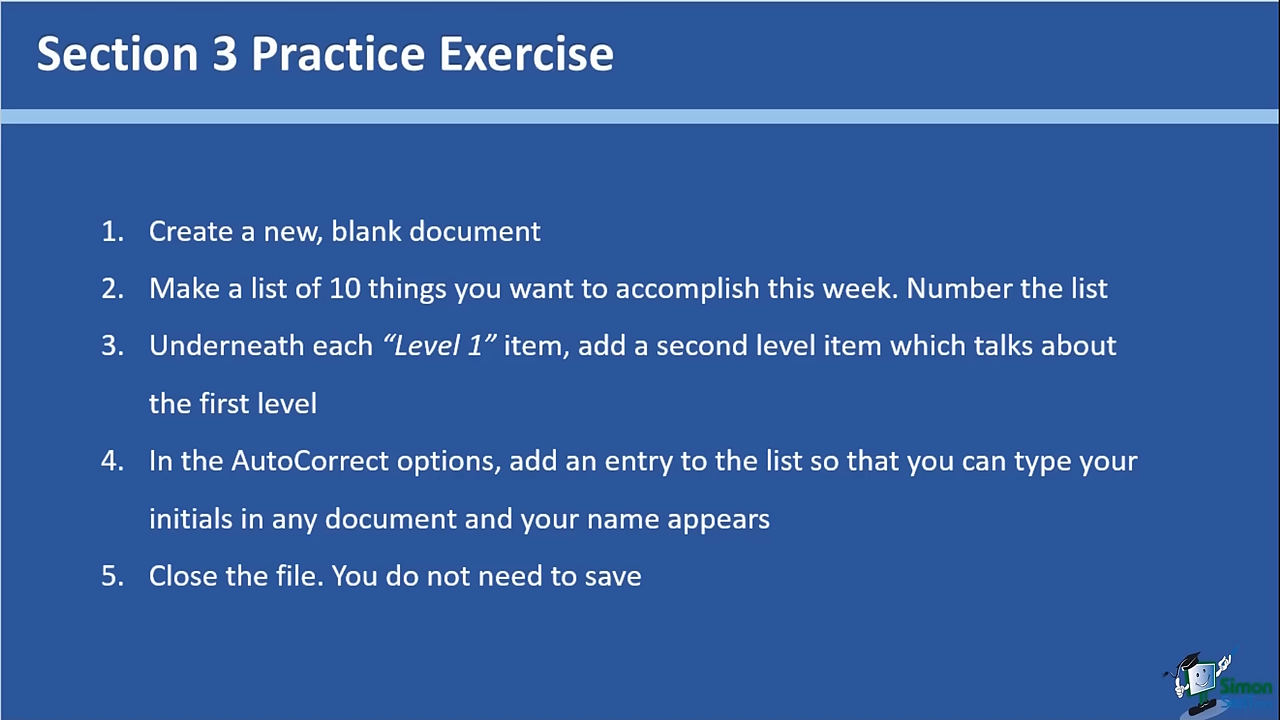 Section 3 Practice Exercise
1. Create a new, blank document
2. Make a list of 10 things you want to accomplish this week. Number the list
3. Underneath each “Level 1” item, add a second level item which talks about
the first level
4. In the AutoCorrect options, add an entry to the list so that you can type your
initials in any document and your name appears
5. Close the file. You do not need to save
Simon